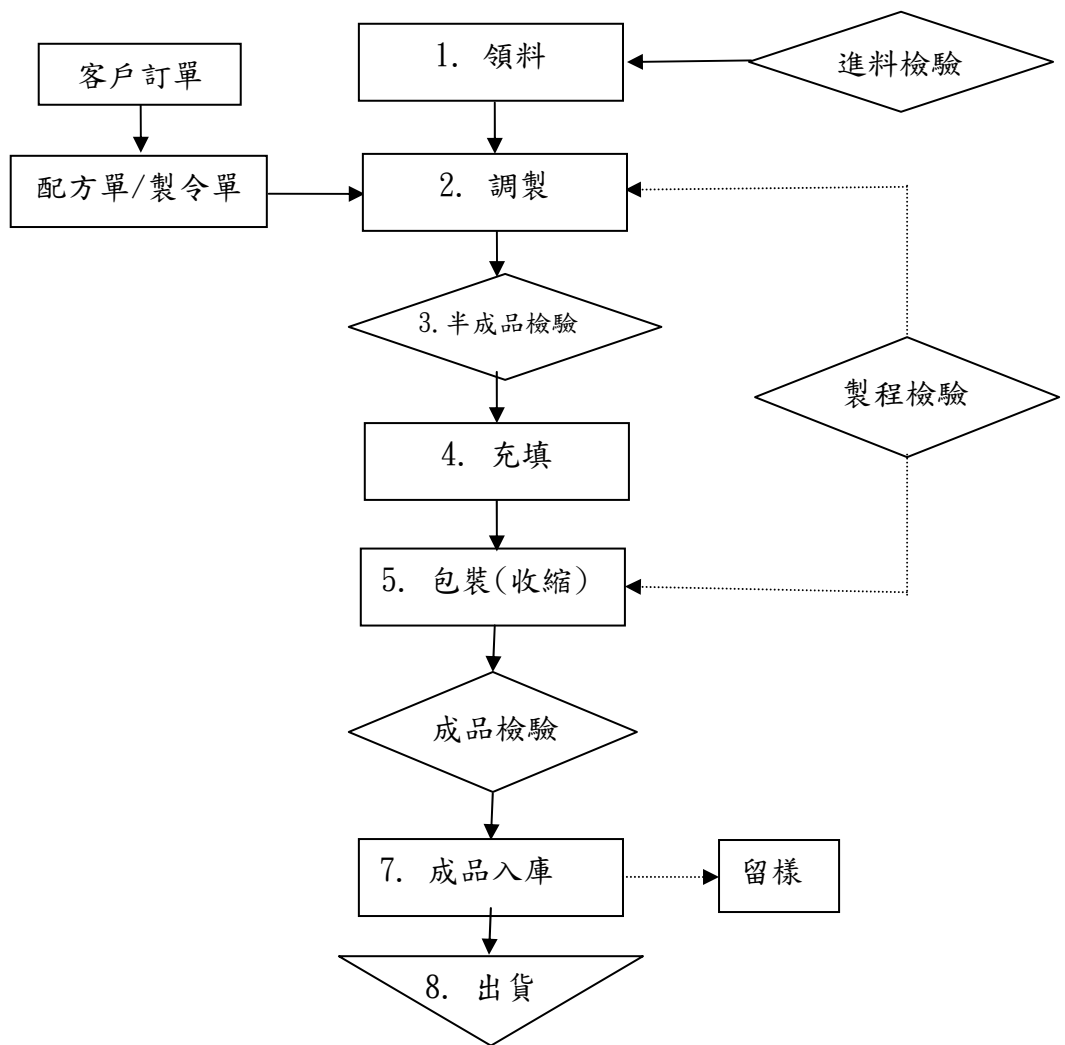 客戶訂單
1. 領料
進料檢驗
配方單/製令單
2. 調製
3.半成品檢驗
製程檢驗
4. 充填
5. 包裝(收縮)
成品檢驗
7. 成品入庫
留樣
8. 出貨